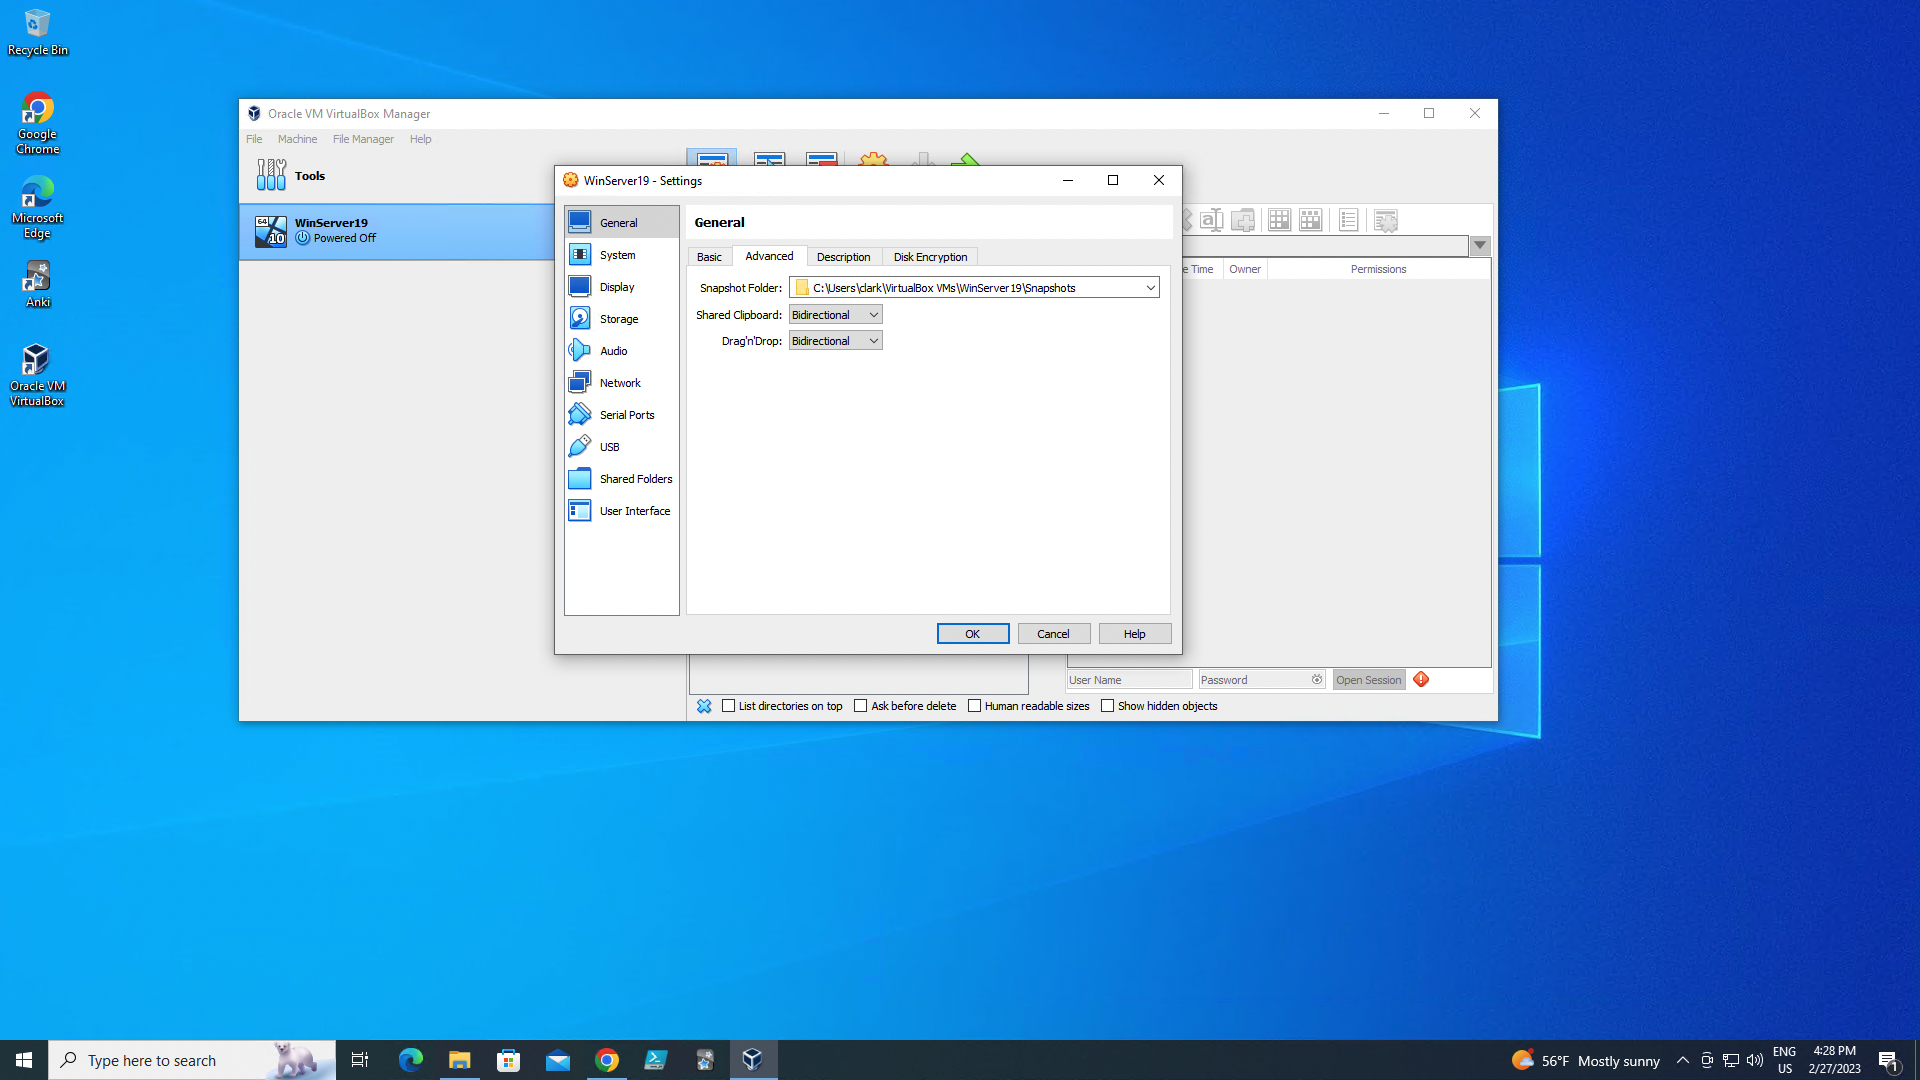 Recycle Bin
Google
Chrome
Microsoft
Edge
Anki
Oracle VM
VirtualBox
Oracle VM VirtualBox Manager
File Machine File Manager Help
Tools
64
10
WinServer19
Powered Off
WinServer19 - Settings
General
System
Display
Storage
Audio
Network
Serial Ports
USB
Shared Folders
User Interface
General
Basic Advanced Description Disk Encryption
Snapshot Folder: C:\Users\clark\VirtualBox VMs\WinServer19\Snapshots
Shared Clipboard: Bidirectional
Drag'n'Drop: Bidirectional
OK Cancel Help
e Time Owner Permissions
User Name Password Open Session
List directories on top Ask before delete Human readable sizes Show hidden objects
Type here to search
56°F Mostly sunny
ENG
US
4:28 PM
2/27/2023
1